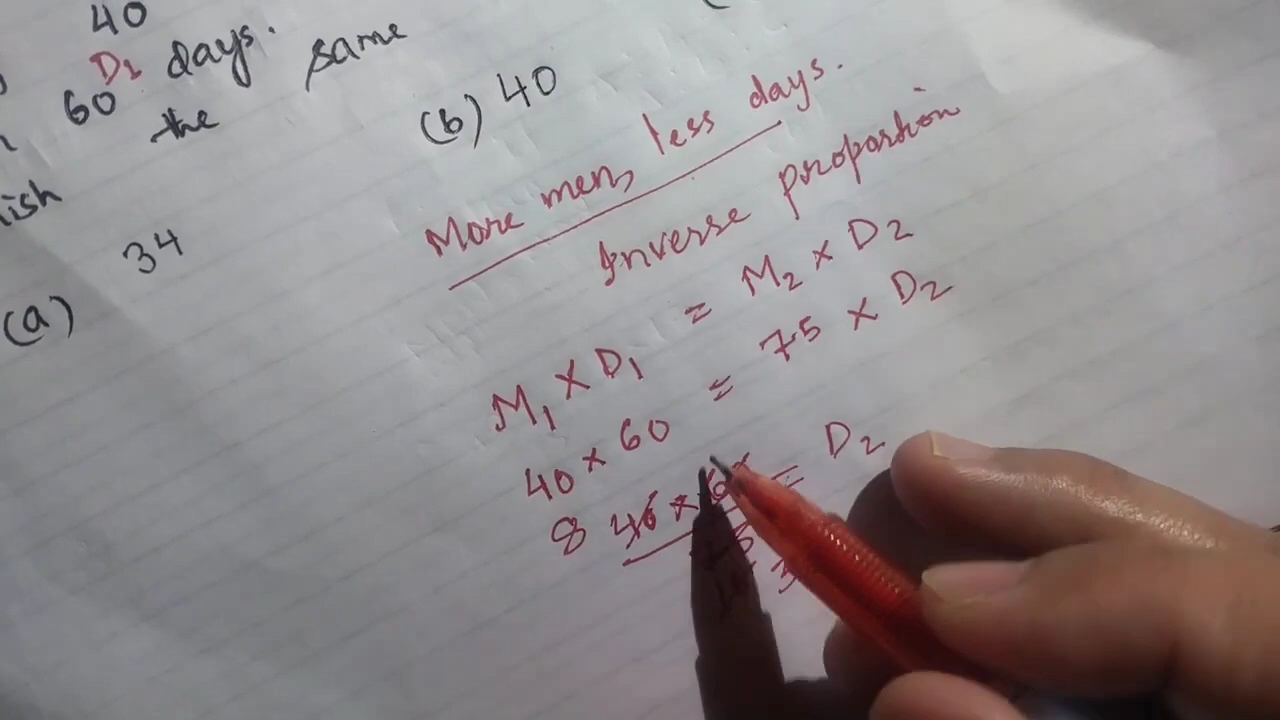 40
D1 days.
60 the same
ish
(a) 34
(b) 40
More men, less days.
Inverse proportion
M1 × D1 = M2 × D2
40 × 60 = 75 × D2
8 40 × 60 = D2